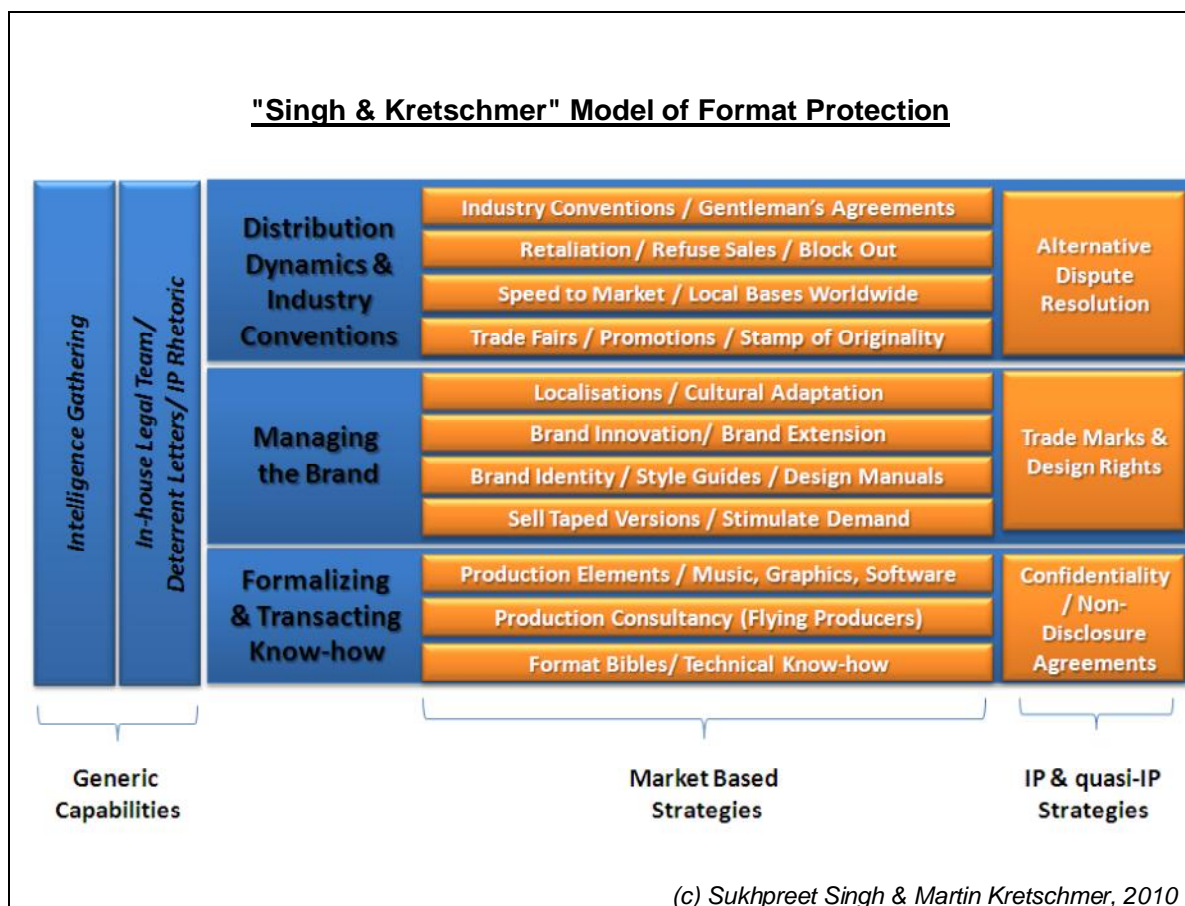 "Singh & Kretschmer" Model of Format Protection
Intelligence Gathering
In-house Legal Team/
Deterrent Letters/ IP Rhetoric
Distribution
Dynamics &
Industry
Conventions
Industry Conventions / Gentleman's Agreements
Retaliation / Refuse Sales / Block Out
Speed to Market / Local Bases Worldwide
Trade Fairs / Promotions / Stamp of Originality
Alternative
Dispute
Resolution
Managing
the Brand
Localisations / Cultural Adaptation
Brand Innovation/ Brand Extension
Brand Identity / Style Guides / Design Manuals
Sell Taped Versions / Stimulate Demand
Trade Marks &
Design Rights
Formalizing
& Transacting
Know-how
Production Elements / Music, Graphics, Software
Production Consultancy (Flying Producers)
Format Bibles/ Technical Know-how
Confidentiality
/ Non-
Disclosure
Agreements
Generic
Capabilities
Market Based
Strategies
IP & quasi-IP
Strategies
(c) Sukhpreet Singh & Martin Kretschmer, 2010